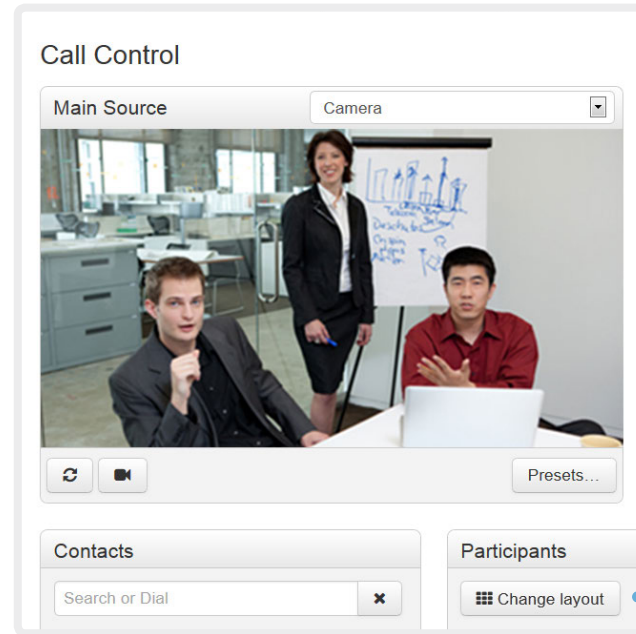 Call Control
Main Source
Camera
Presets...
Contacts
Participants
Search or Dial
Change layout